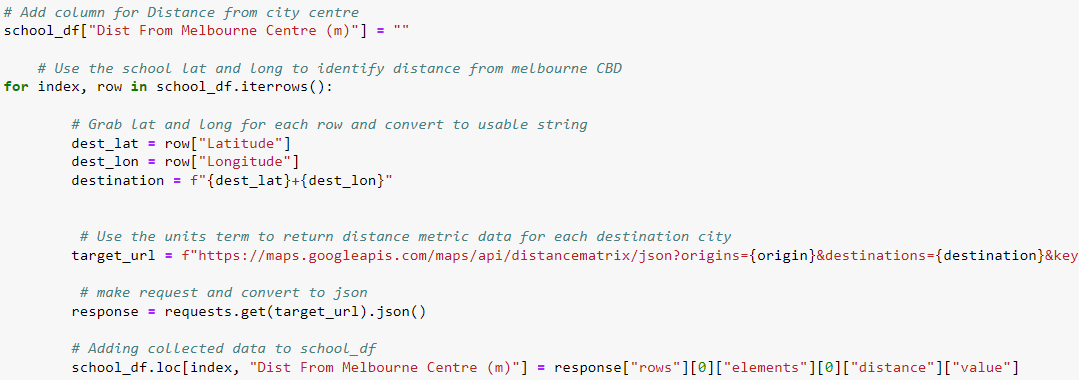 # Add column for Distance from city centre
school_df["Dist From Melbourne Centre (m)"] = ""
# Use the school lat and long to identify distance from melbourne CBD
for index, row in school_df.iterrows():
# Grab lat and long for each row and convert to usable string
dest_lat = row["Latitude"]
dest_lon = row["Longitude"]
destination = f"{dest_lat}+{dest_lon}"
# Use the units term to return distance metric data for each destination city
target_url = f"https://maps.googleapis.com/maps/api/distancematrix/json?origins={origin}&destinations={destination}&key
# make request and convert to json
response = requests.get(target_url).json()
# Adding collected data to school_df
school_df.loc[index, "Dist From Melbourne Centre (m)"] = response["rows"][0]["elements"][0]["distance"]["value"]